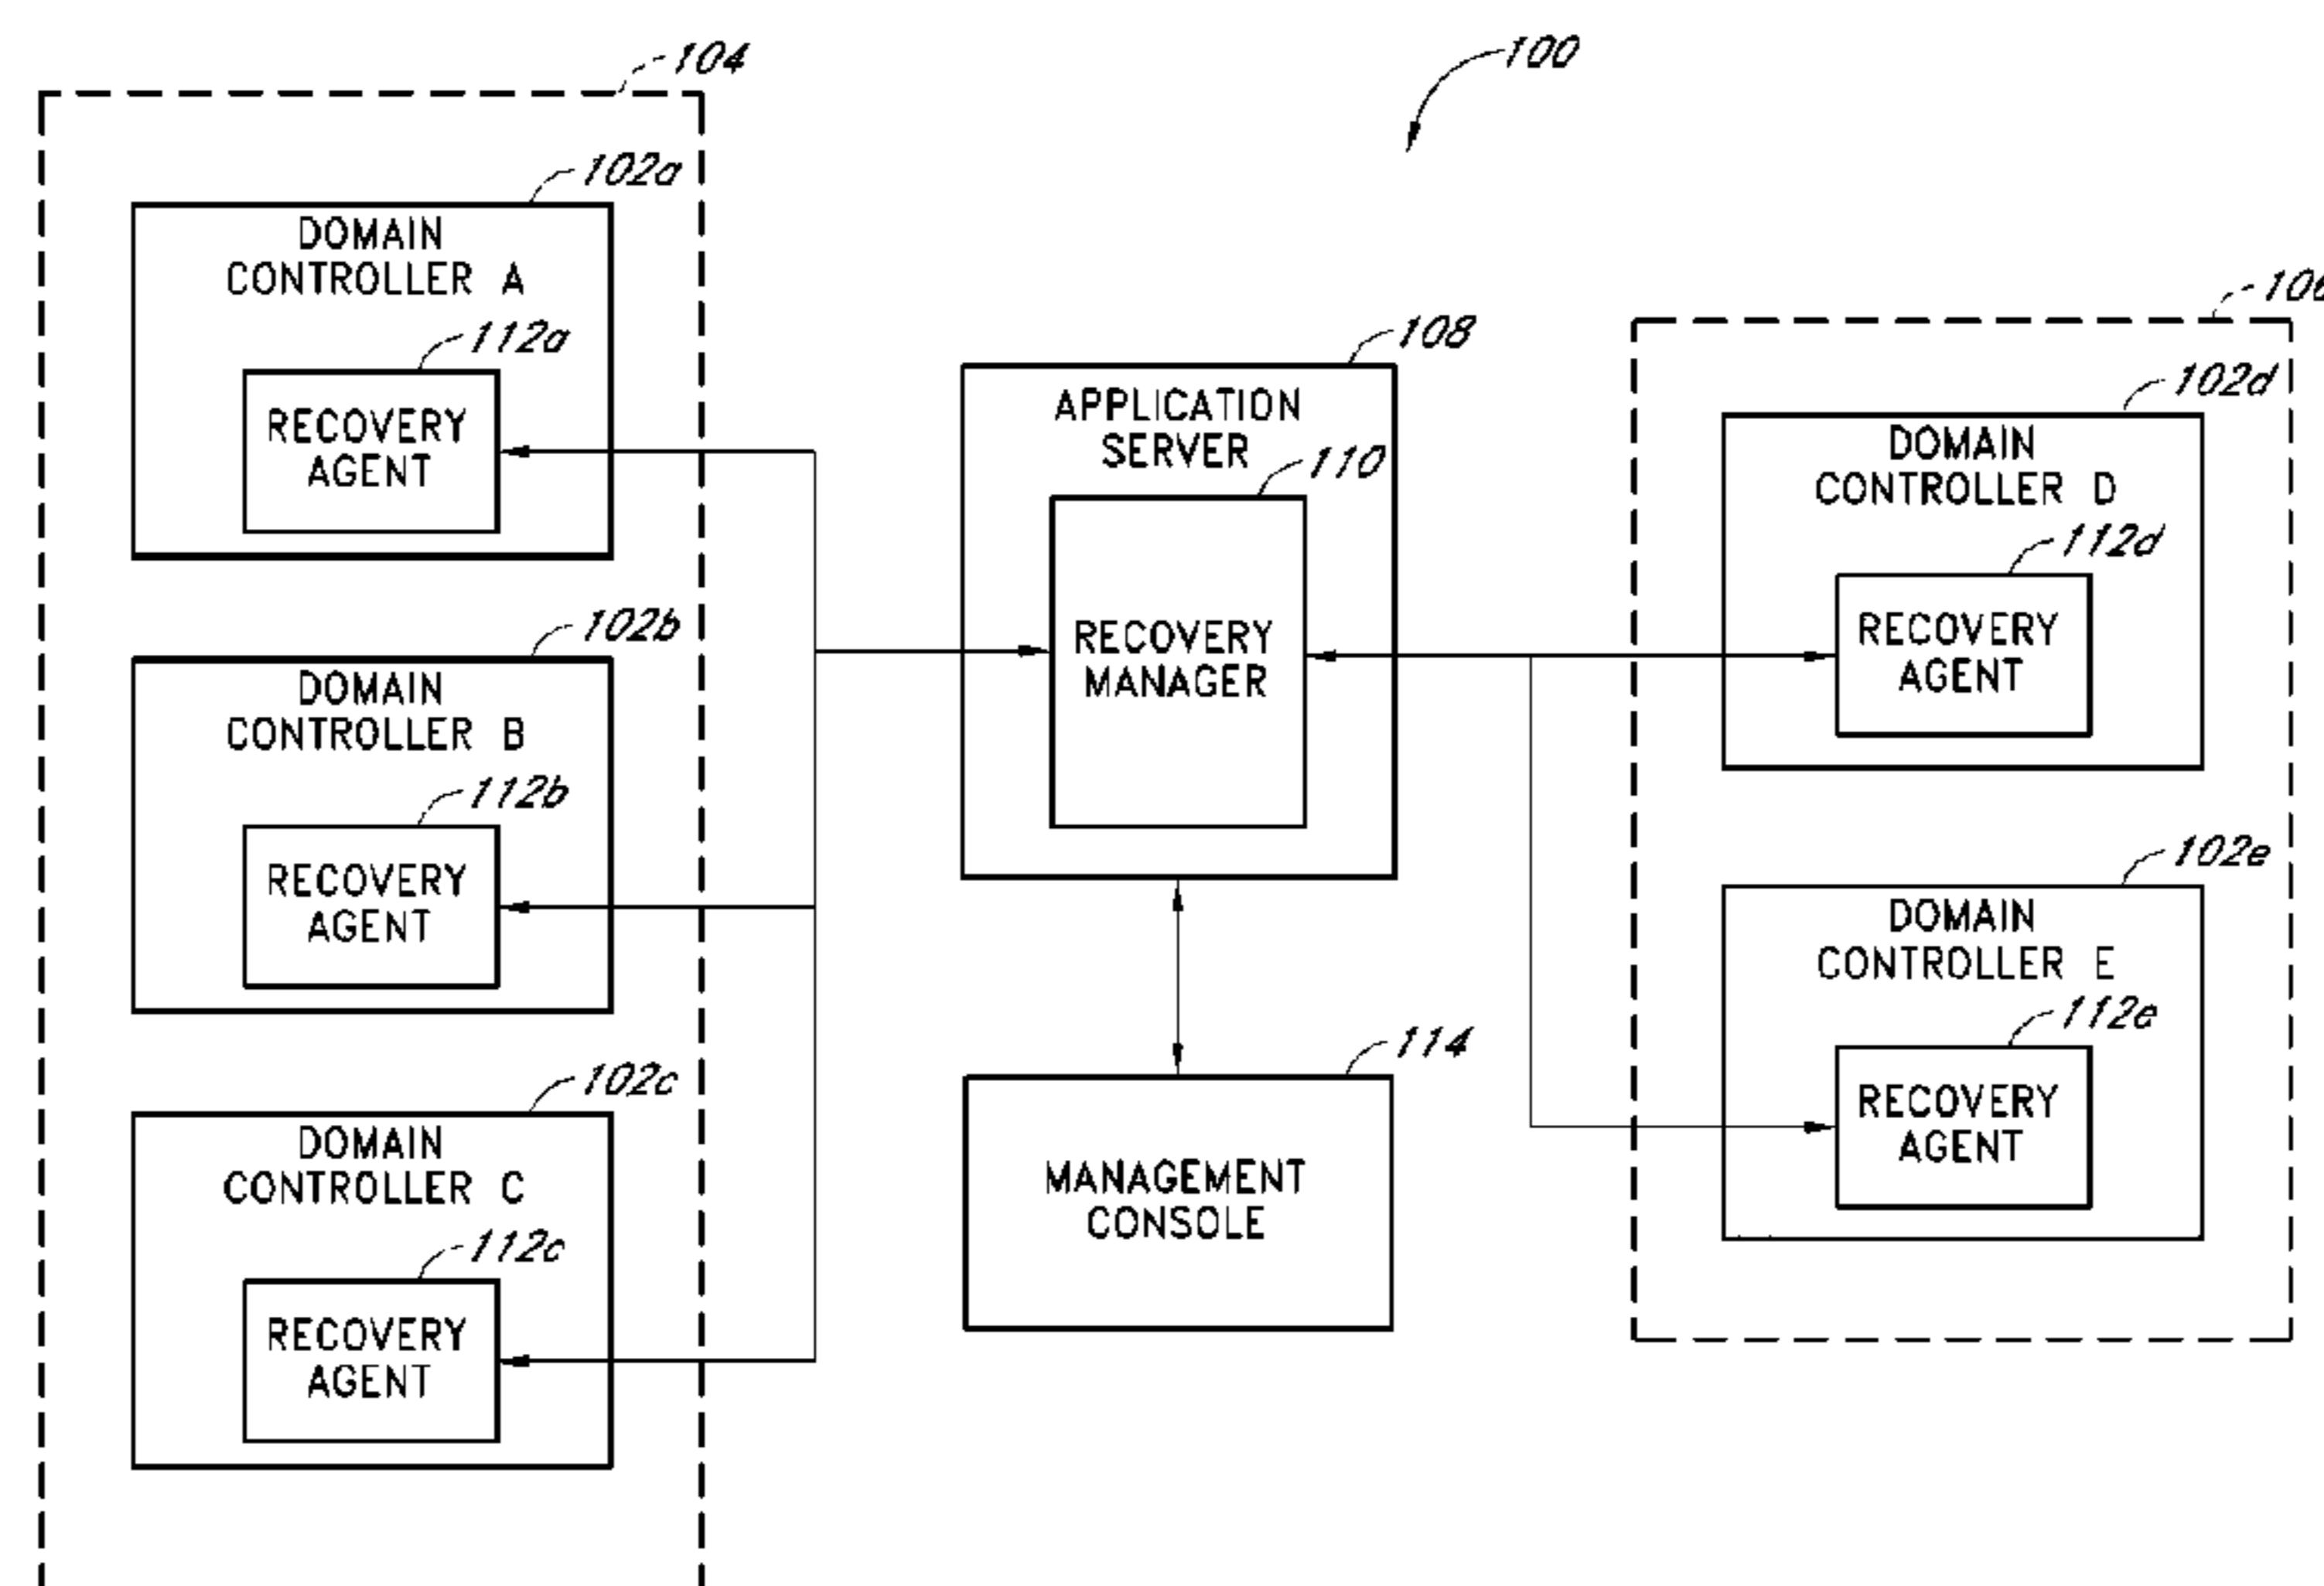 104
100
102a
DOMAIN
CONTROLLER A
112a
RECOVERY
AGENT
102b
DOMAIN
CONTROLLER B
112b
RECOVERY
AGENT
102c
DOMAIN
CONTROLLER C
112c
RECOVERY
AGENT
108
APPLICATION
SERVER
110
RECOVERY
MANAGER
114
MANAGEMENT
CONSOLE
102d
DOMAIN
CONTROLLER D
112d
RECOVERY
AGENT
102e
DOMAIN
CONTROLLER E
112e
RECOVERY
AGENT